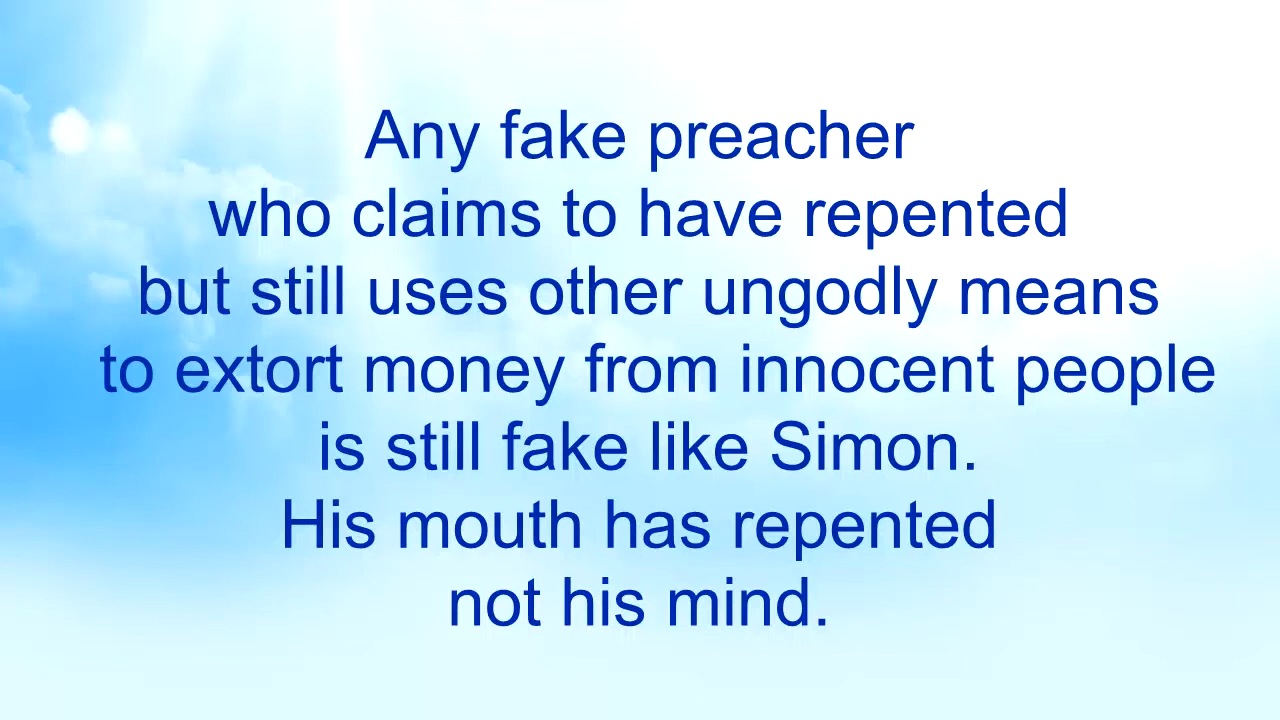 Any fake preacher
who claims to have repented
but still uses other ungodly means
to extort money from innocent people
is still fake like Simon.
His mouth has repented
not his mind.